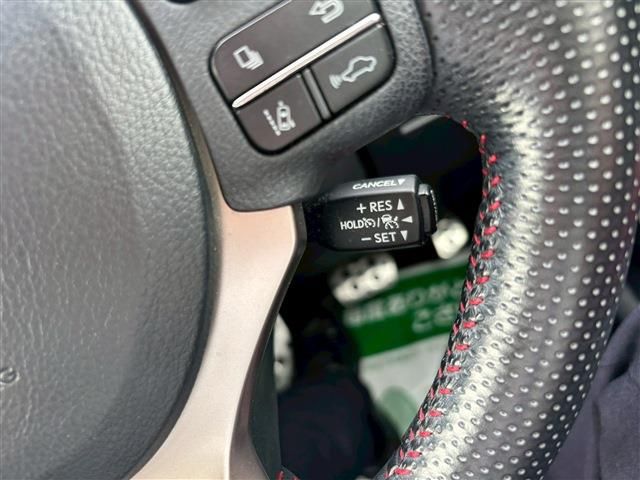 CANCEL▼
+ RES ▲
HOLD / ◀
− SET ▼